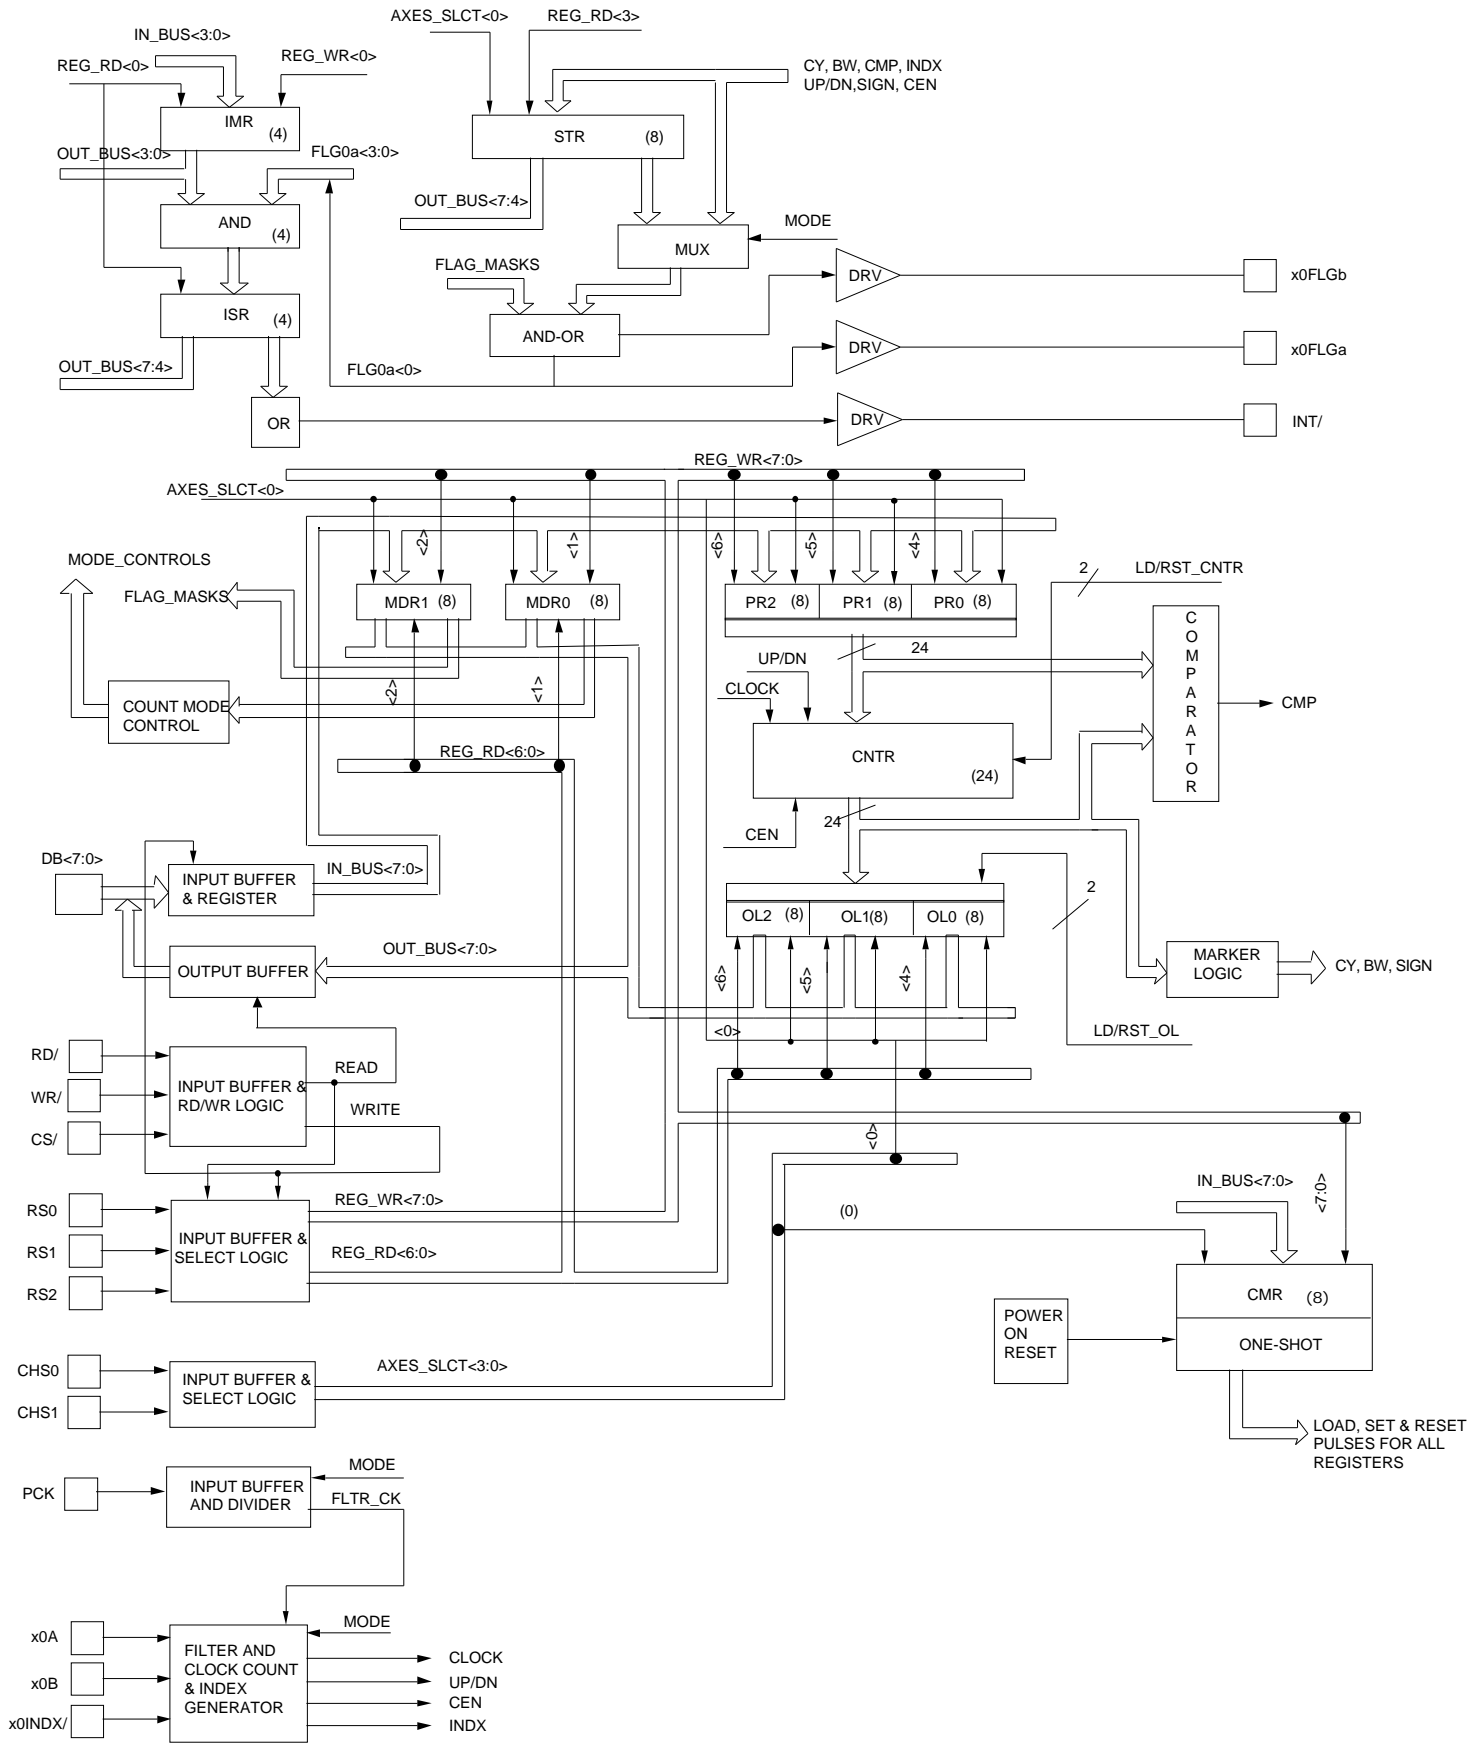 AXES_SLCT<0>
REG_RD<3>
IN_BUS<3:0>
REG_RD<0>
REG_WR<0>
CY, BW, CMP, INDX
UP/DN,SIGN, CEN
IMR
(4)
STR
(8)
OUT_BUS<3:0>
FLG0a<3:0>
OUT_BUS<7:4>
AND
(4)
MODE
MUX
FLAG_MASKS
DRV
x0FLGb
ISR
(4)
AND-OR
DRV
x0FLGa
OUT_BUS<7:4>
FLG0a<0>
OR
DRV
INT/
REG_WR<7:0>
AXES_SLCT<0>
<2>
<1>
<6>
<5>
<4>
MODE_CONTROLS
FLAG_MASKS
2
LD/RST_CNTR
MDR1 (8)
MDR0 (8)
PR2 (8)
PR1 (8)
PR0 (8)
COMPARATOR
24
UP/DN
CLOCK
<2>
<1>
COUNT MODE
CONTROL
CMP
REG_RD<6:0>
CNTR
(24)
24
CEN
DB<7:0>
INPUT BUFFER
& REGISTER
IN_BUS<7:0>
2
OL2 (8)
OL1(8)
OL0 (8)
OUTPUT BUFFER
OUT_BUS<7:0>
<6>
<5>
<4>
MARKER
LOGIC
CY, BW, SIGN
<0>
LD/RST_OL
RD/
WR/
CS/
INPUT BUFFER &
RD/WR LOGIC
READ
WRITE
<0>
<7:0>
IN_BUS<7:0>
RS0
RS1
RS2
INPUT BUFFER &
SELECT LOGIC
REG_WR<7:0>
REG_RD<6:0>
(0)
CMR (8)
POWER
ON
RESET
ONE-SHOT
CHS0
CHS1
INPUT BUFFER &
SELECT LOGIC
AXES_SLCT<3:0>
LOAD, SET & RESET
PULSES FOR ALL
REGISTERS
PCK
INPUT BUFFER
AND DIVIDER
MODE
FLTR_CK
x0A
x0B
x0INDX/
FILTER AND
CLOCK COUNT
& INDEX
GENERATOR
MODE
CLOCK
UP/DN
CEN
INDX